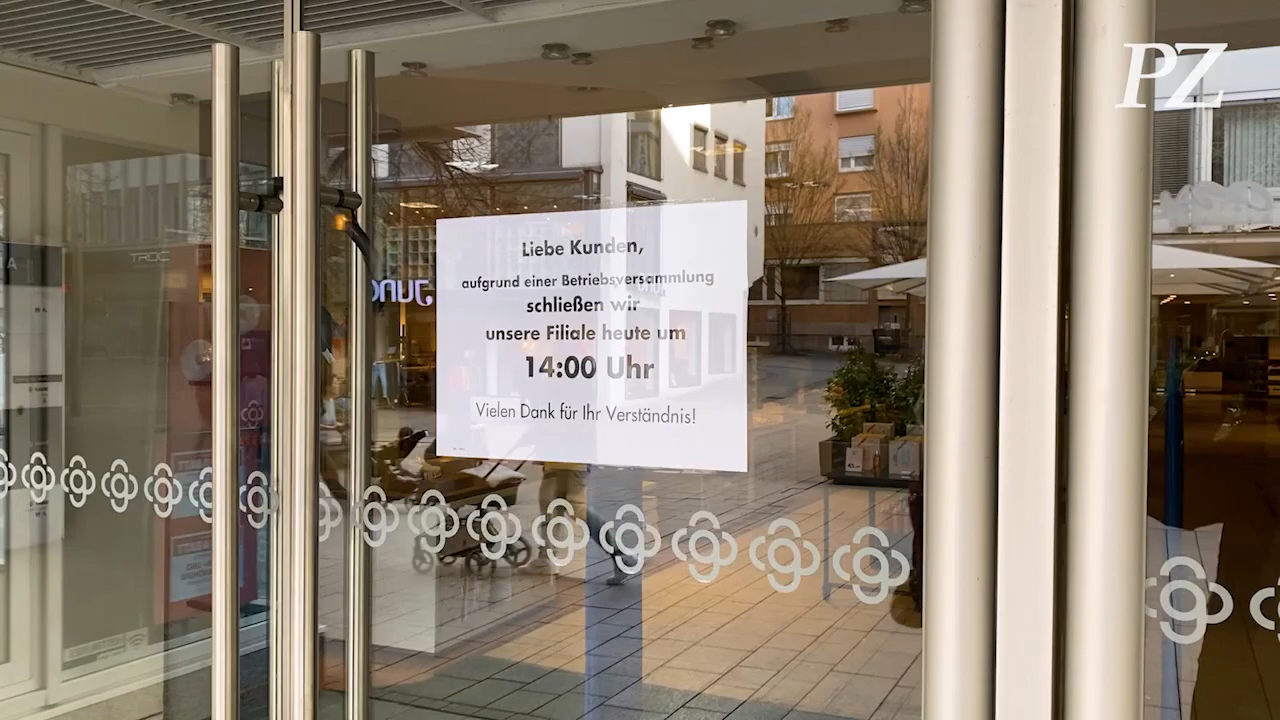 PZ
Liebe Kunden,
aufgrund einer Betriebsversammlung
schließen wir
unsere Filiale heute um
14:00 Uhr
Vielen Dank für Ihr Verständnis!